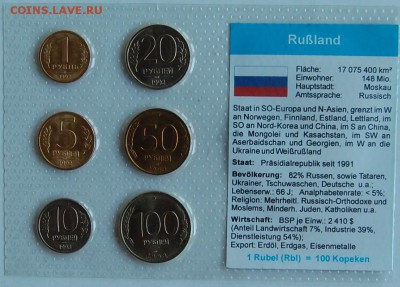 COINS.LAVE.RU
Rußland
Fläche: 17 075 400 km²
Einwohner: 148 Mio.
Hauptstadt: Moskau
Amtssprache: Russisch
Staat in SO-Europa und N-Asien, grenzt im W
an Norwegen, Finnland, Estland, Lettland, im
SO an Nord-Korea und China, im S an China,
die Mongolei und Kasachstan, im SW an
Aserbaidschan und Georgien, im W an die
Ukraine und Weißrußland
Staat: Präsidialrepublik seit 1991
Bevölkerung: 82% Russen, sowie Tataren,
Ukrainer, Tschuwaschen, Deutsche u.a.;
Lebenserw.: 66 J; Analphabetenrate: < 5%;
Religion: Mehrheitl. Russisch-Orthodoxe und
Moslems, Minderh. Juden, Katholiken u.a.
Wirtschaft: BSP je Einw.: 2 410 $
(Anteil Landwirtschaft 7%, Industrie 39%,
Dienstleistung 54%);
Export: Erdöl, Erdgas, Eisenmetalle
1 Rubel (Rbl) = 100 Kopeken
1
РУБЛЬ
20
РУБЛЕЙ
5
РУБЛЕЙ
50
РУБЛЕЙ
10
РУБЛЕЙ
100
РУБЛЕЙ